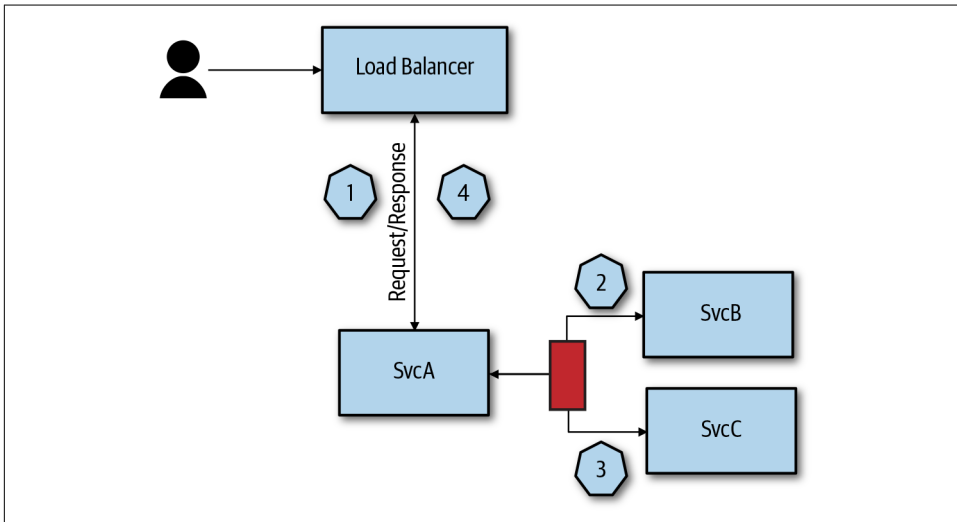 Load Balancer
1
Request/Response
4
2
SvcB
SvcA
SvcC
3